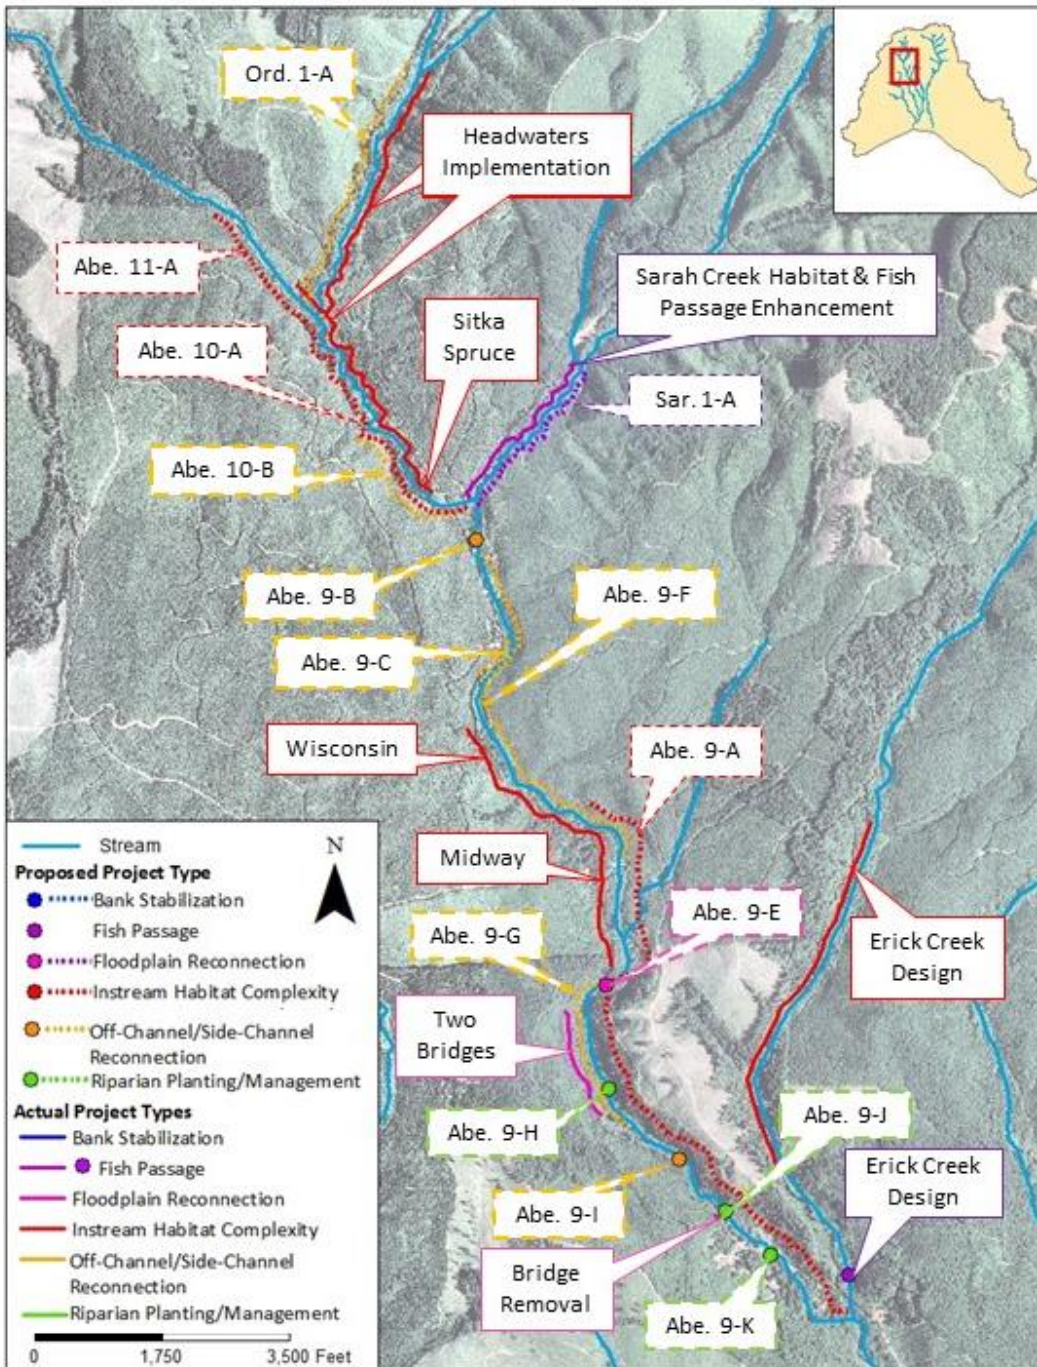 Ord. 1-A
Headwaters
Implementation
Abe. 11-A
Sarah Creek Habitat & Fish
Passage Enhancement
Sitka
Spruce
Abe. 10-A
Sar. 1-A
Abe. 10-B
Abe. 9-B
Abe. 9-F
Abe. 9-C
Wisconsin
Abe. 9-A
Midway
Abe. 9-E
Abe. 9-G
Erick Creek
Design
Two
Bridges
Abe. 9-H
Abe. 9-J
Erick Creek
Design
Abe. 9-I
Bridge
Removal
Abe. 9-K
Stream
N
Proposed Project Type
Bank Stabilization
Fish Passage
Floodplain Reconnection
Instream Habitat Complexity
Off-Channel/Side-Channel
Reconnection
Riparian Planting/Management
Actual Project Types
Bank Stabilization
Fish Passage
Floodplain Reconnection
Instream Habitat Complexity
Off-Channel/Side-Channel
Reconnection
Riparian Planting/Management
0 1,750 3,500 Feet